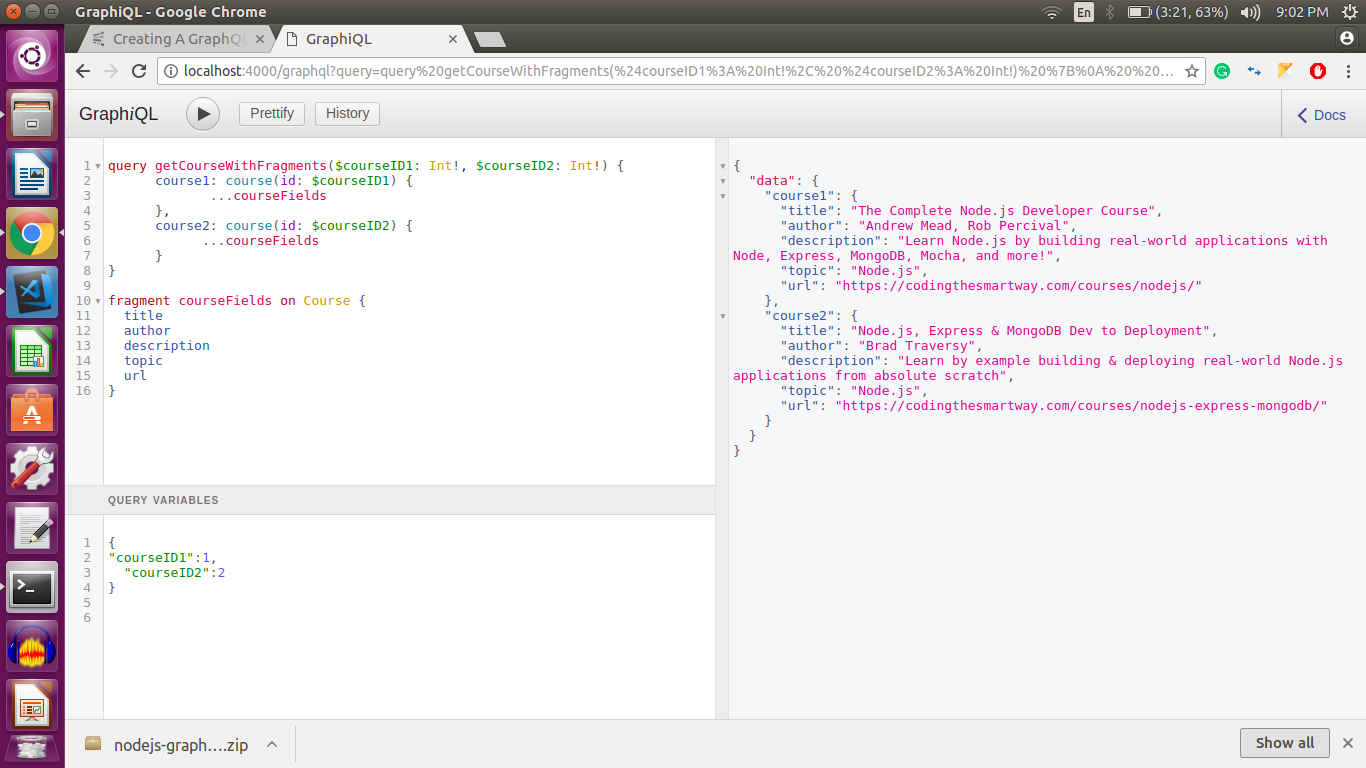 GraphiQL - Google Chrome
En
(3:21, 63%)
9:02 PM
Creating A GraphQ
GraphiQL
localhost:4000/graphql?query=query%20getCourseWithFragments(%24courseID1%3A%20Int!%2C%20%24courseID2%3A%20Int!)%20%7B%0A%20%20...
GraphiQL
Prettify
History
Docs
1 query getCourseWithFragments($courseID1: Int!, $courseID2: Int!) {
2 course1: course(id: $courseID1) {
3 ...courseFields
4 },
5 course2: course(id: $courseID2) {
6 ...courseFields
7 }
8 }
9
10 fragment courseFields on Course {
11 title
12 author
13 description
14 topic
15 url
16 }
QUERY VARIABLES
1 {
2 "courseID1":1,
3 "courseID2":2
4 }
5
6
{
"data": {
"course1": {
"title": "The Complete Node.js Developer Course",
"author": "Andrew Mead, Rob Percival",
"description": "Learn Node.js by building real-world applications with
Node, Express, MongoDB, Mocha, and more!",
"topic": "Node.js",
"url": "https://codingthesmartway.com/courses/nodejs/"
},
"course2": {
"title": "Node.js, Express & MongoDB Dev to Deployment",
"author": "Brad Traversy",
"description": "Learn by example building & deploying real-world Node.js
applications from absolute scratch",
"topic": "Node.js",
"url": "https://codingthesmartway.com/courses/nodejs-express-mongodb/"
}
}
}
nodejs-graph....zip
Show all